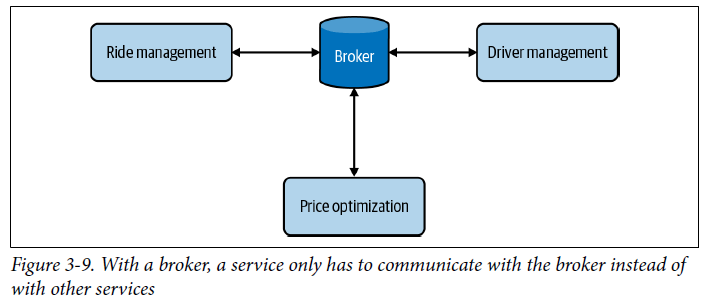 Ride management
Broker
Driver management
Price optimization
Figure 3-9. With a broker, a service only has to communicate with the broker instead of
with other services